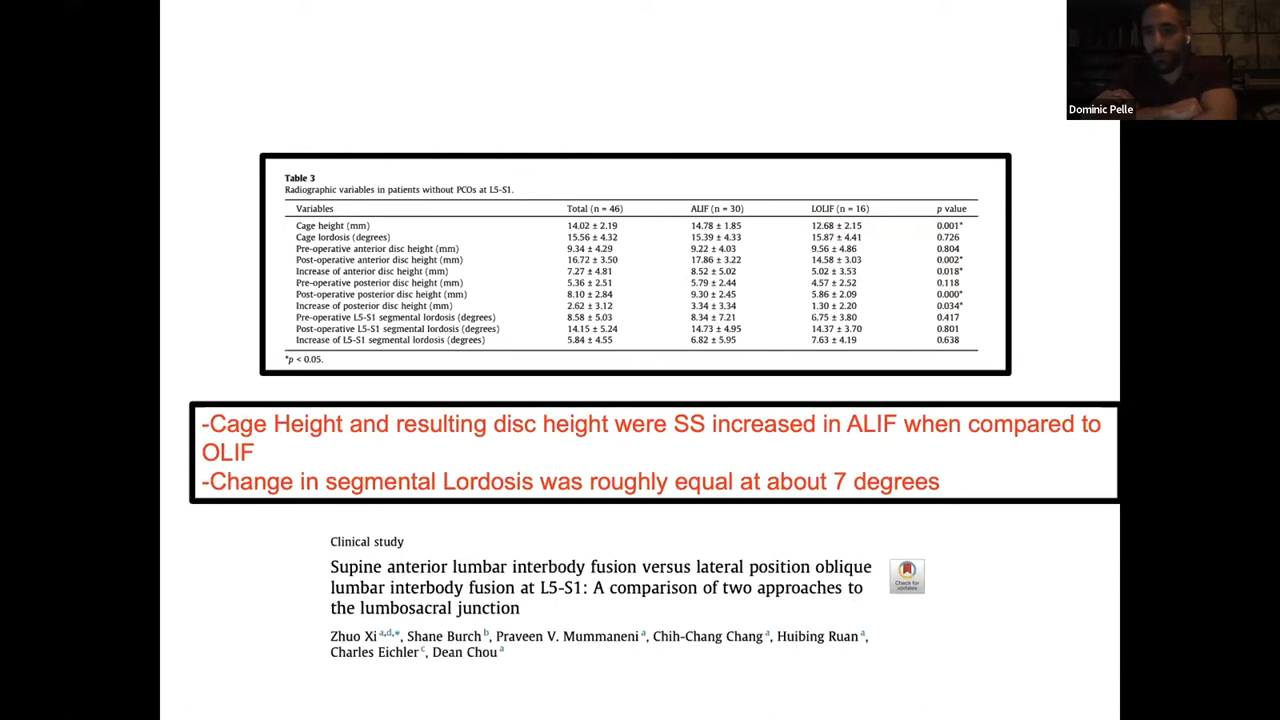 Dominic Pelle
Table 3
Radiographic variables in patients without PCOs at L5-S1.
Variables Total (n = 46) ALIF (n = 30) LOLIF (n = 16) p value
Cage height (mm) 14.02 ± 2.19 14.78 ± 1.85 12.68 ± 2.15 0.001*
Cage lordosis (degrees) 15.56 ± 4.32 15.39 ± 4.33 15.87 ± 4.41 0.726
Pre-operative anterior disc height (mm) 9.34 ± 4.29 9.22 ± 4.03 9.56 ± 4.86 0.804
Post-operative anterior disc height (mm) 16.72 ± 3.50 17.86 ± 3.22 14.58 ± 3.03 0.002*
Increase of anterior disc height (mm) 7.27 ± 4.81 8.52 ± 5.02 5.02 ± 3.53 0.018*
Pre-operative posterior disc height (mm) 5.36 ± 2.51 5.79 ± 2.44 4.57 ± 2.52 0.118
Post-operative posterior disc height (mm) 8.10 ± 2.84 9.30 ± 2.45 5.86 ± 2.09 0.000*
Increase of posterior disc height (mm) 2.62 ± 3.12 3.34 ± 3.34 1.30 ± 2.20 0.034*
Pre-operative L5-S1 segmental lordosis (degrees) 8.58 ± 5.03 8.34 ± 7.21 6.75 ± 3.80 0.417
Post-operative L5-S1 segmental lordosis (degrees) 14.15 ± 5.24 14.73 ± 4.95 14.37 ± 3.70 0.801
Increase of L5-S1 segmental lordosis (degrees) 5.84 ± 4.55 6.82 ± 5.95 7.63 ± 4.19 0.638
*p < 0.05.
-Cage Height and resulting disc height were SS increased in ALIF when compared to
OLIF
-Change in segmental Lordosis was roughly equal at about 7 degrees
Clinical study
Supine anterior lumbar interbody fusion versus lateral position oblique
lumbar interbody fusion at L5-S1: A comparison of two approaches to
the lumbosacral junction
Check for
updates
Zhuo Xi a,d,*, Shane Burch b, Praveen V. Mummaneni a, Chih-Chang Chang a, Huibing Ruan a,
Charles Eichler c, Dean Chou a